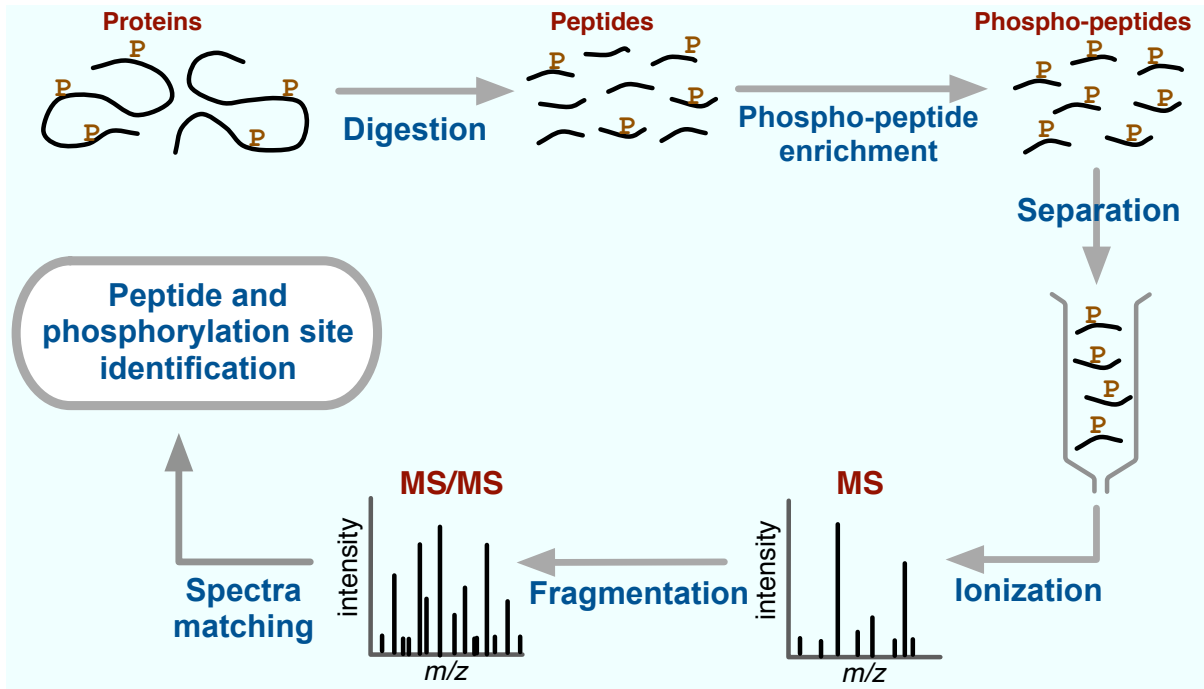 Proteins
P
P
P
P
P
Digestion
Peptides
P
P
P
P
Phospho-peptide
enrichment
Phospho-peptides
P
P
P
P
P
P
P
Separation
P
P
P
P
Ionization
MS
intensity
m/z
Fragmentation
MS/MS
intensity
m/z
Spectra
matching
Peptide and
phosphorylation site
identification